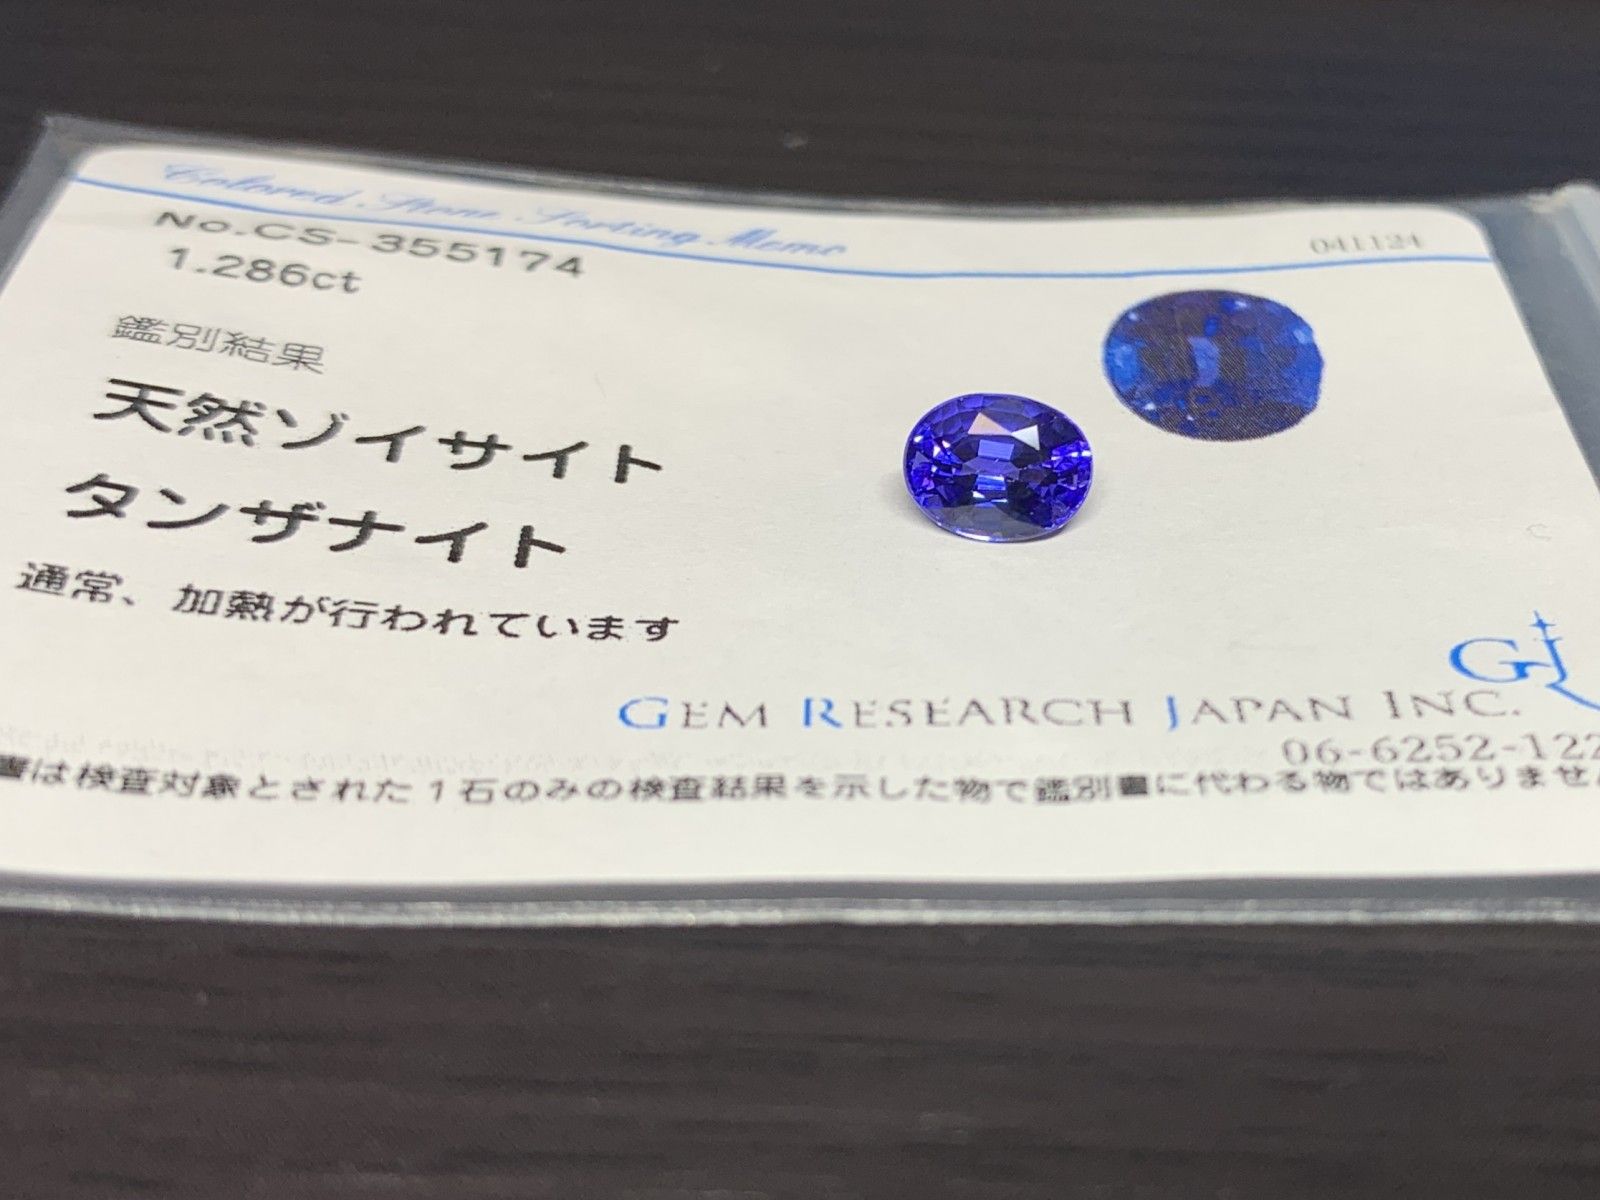 Colored Stone Sorting Memo
041124
No.CS-355174
1.286ct
鑑別結果
天然ゾイサイト
タンザナイト
通常、加熱が行われています
GJ
GEM RESEARCH JAPAN INC.
06-6252-122
書は検査対象とされた1石のみの検査結果を示した物で鑑別書に代わる物ではありません